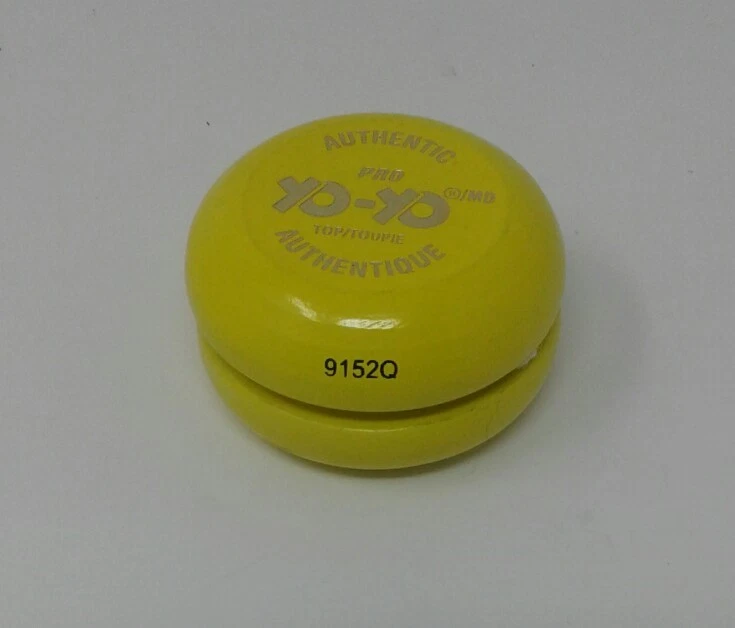 AUTHENTIC
PRO
YO-YO®/MD
TOP/TOUPIE
AUTHENTIQUE
9152Q